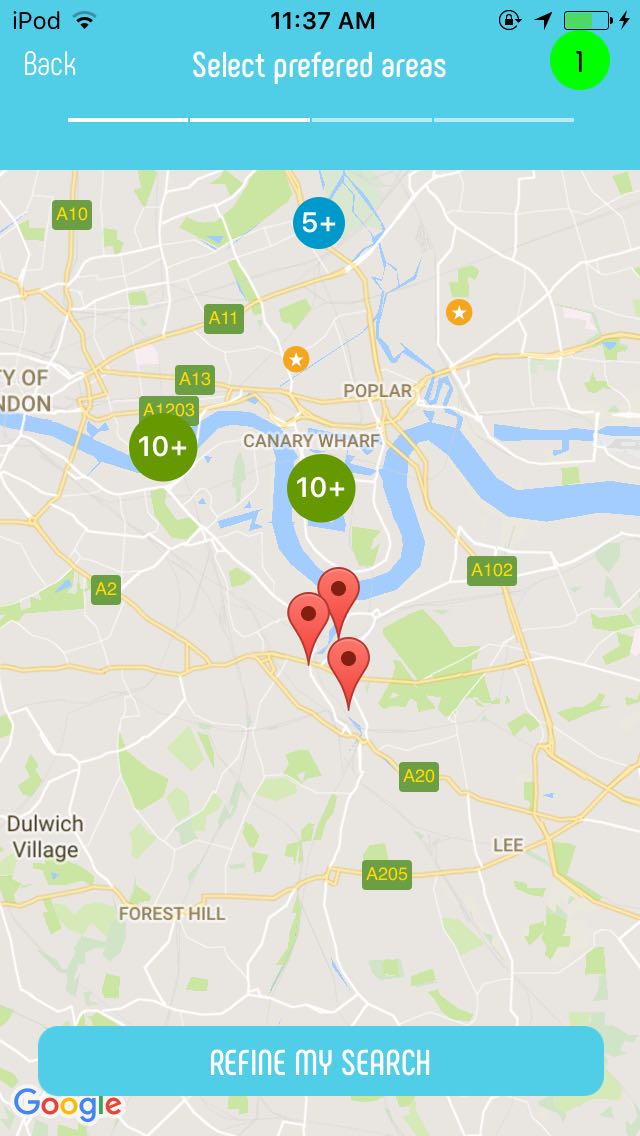 iPod
11:37 AM
Back
Select prefered areas
1
A10
5+
A11
A13
TY OF
NDON
A1203
POPLAR
10+
CANARY WHARF
10+
A2
A102
A20
Dulwich
Village
LEE
A205
FOREST HILL
REFINE MY SEARCH
Google